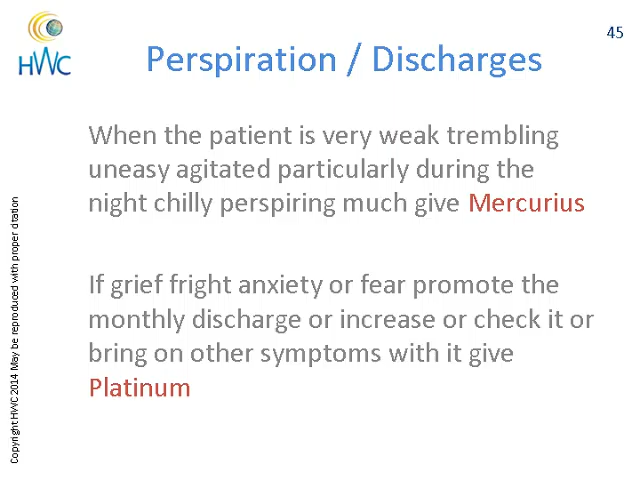 45
HWC
Perspiration / Discharges
When the patient is very weak trembling
uneasy agitated particularly during the
night chilly perspiring much give Mercurius
If grief fright anxiety or fear promote the
monthly discharge or increase or check it or
bring on other symptoms with it give
Platinum
Copyright HWC 2014 May be reproduced with proper citation